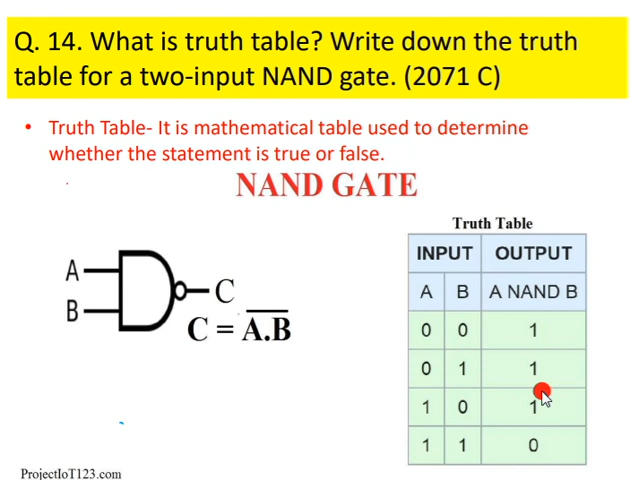 Q. 14. What is truth table? Write down the truth
table for a two-input NAND gate. (2071 C)
• Truth Table- It is mathematical table used to determine
whether the statement is true or false.
NAND GATE
A
B
C
C = A̅.̅B̅
Truth Table
INPUT OUTPUT
A B A NAND B
0 0 1
0 1 1
1 0 1
1 1 0
ProjectIoT123.com